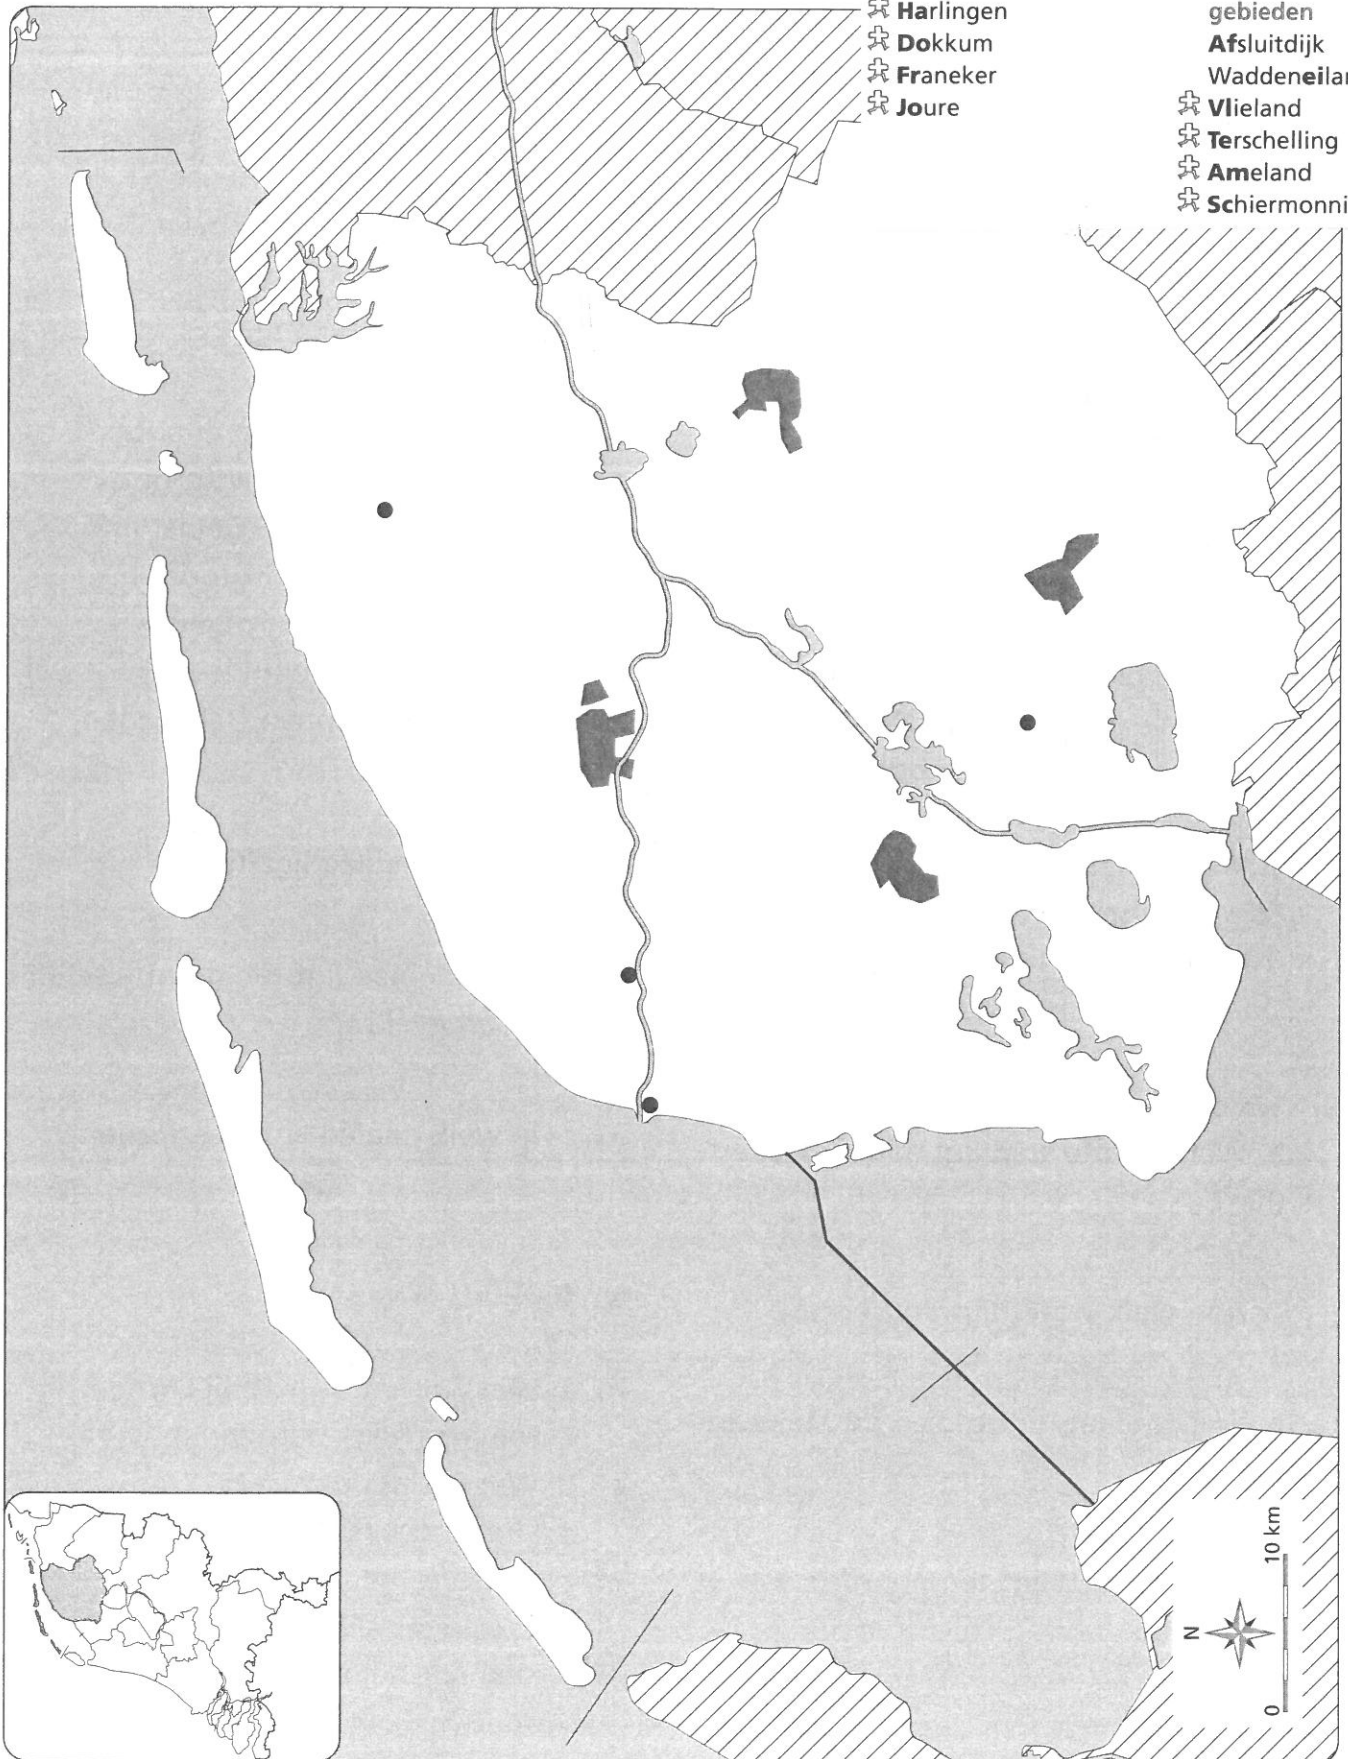 Harlingen
Dokkum
Franeker
Joure
gebieden
Afsluitdijk
Waddeneilan
Vlieland
Terschelling
Ameland
Schiermonni
N
0 10 km